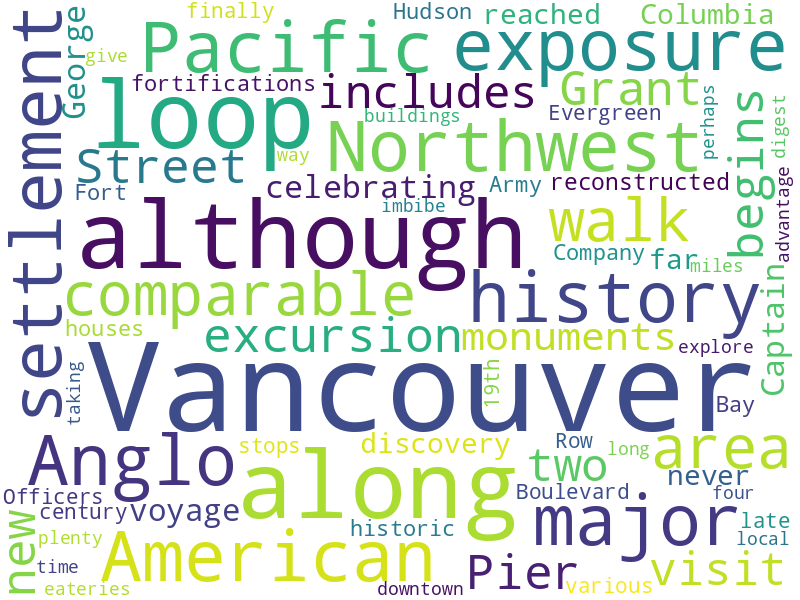 finally
Hudson
reached
Columbia
George
give
Pacific
exposure
settlement
loop
fortifications
includes
Grant
perhaps
digest
buildings
Evergreen
Northwest
begins
way
Street
Fort
celebrating
Army
reconstructed
advantage
imbibe
although
walk
Company
far
miles
Captain
comparable
history
houses
excursion
monuments
explore
Vancouver
19th
taking
Bay
Anglo
stops
discovery
Row
long
area
along
two
never
Officers
century
voyage
Boulevard
four
new
major
late
historic
local
plenty
American
time
Pier
visit
eateries
downtown
various